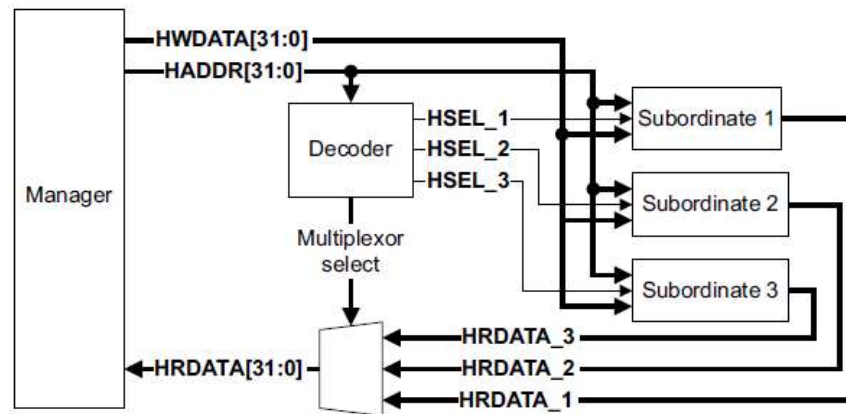 HWDATA[31:0]
HADDR[31:0]
Manager
Decoder
HSEL_1
HSEL_2
HSEL_3
Subordinate 1
Subordinate 2
Subordinate 3
Multiplexor
select
HRDATA[31:0]
HRDATA_3
HRDATA_2
HRDATA_1